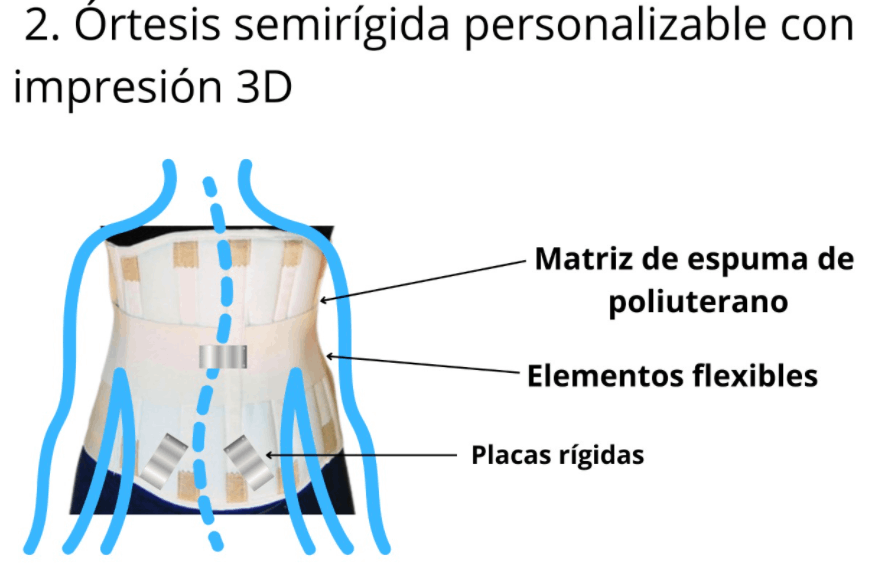 2. Órtesis semirígida personalizable con
impresión 3D
Matriz de espuma de
poliuterano
Elementos flexibles
Placas rígidas